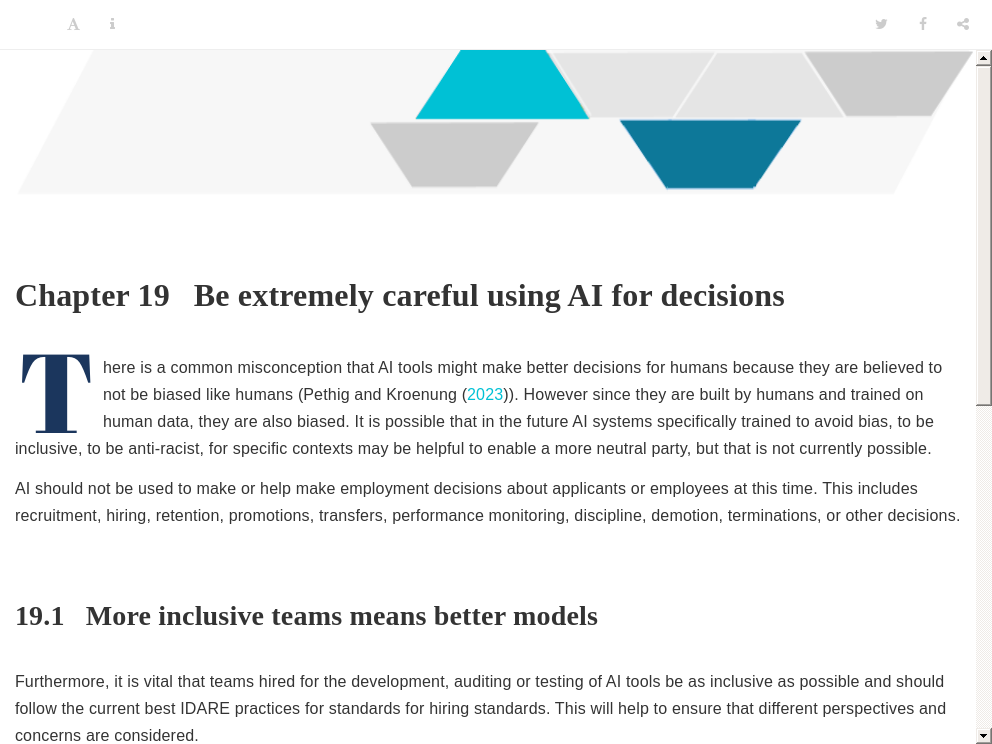 Chapter 19 Be extremely careful using AI for decisions
There is a common misconception that AI tools might make better decisions for humans because they are believed to
not be biased like humans (Pethig and Kroenung (2023)). However since they are built by humans and trained on
human data, they are also biased. It is possible that in the future AI systems specifically trained to avoid bias, to be
inclusive, to be anti-racist, for specific contexts may be helpful to enable a more neutral party, but that is not currently possible.
AI should not be used to make or help make employment decisions about applicants or employees at this time. This includes
recruitment, hiring, retention, promotions, transfers, performance monitoring, discipline, demotion, terminations, or other decisions.
19.1 More inclusive teams means better models
Furthermore, it is vital that teams hired for the development, auditing or testing of AI tools be as inclusive as possible and should
follow the current best IDARE practices for standards for hiring standards. This will help to ensure that different perspectives and
concerns are considered.